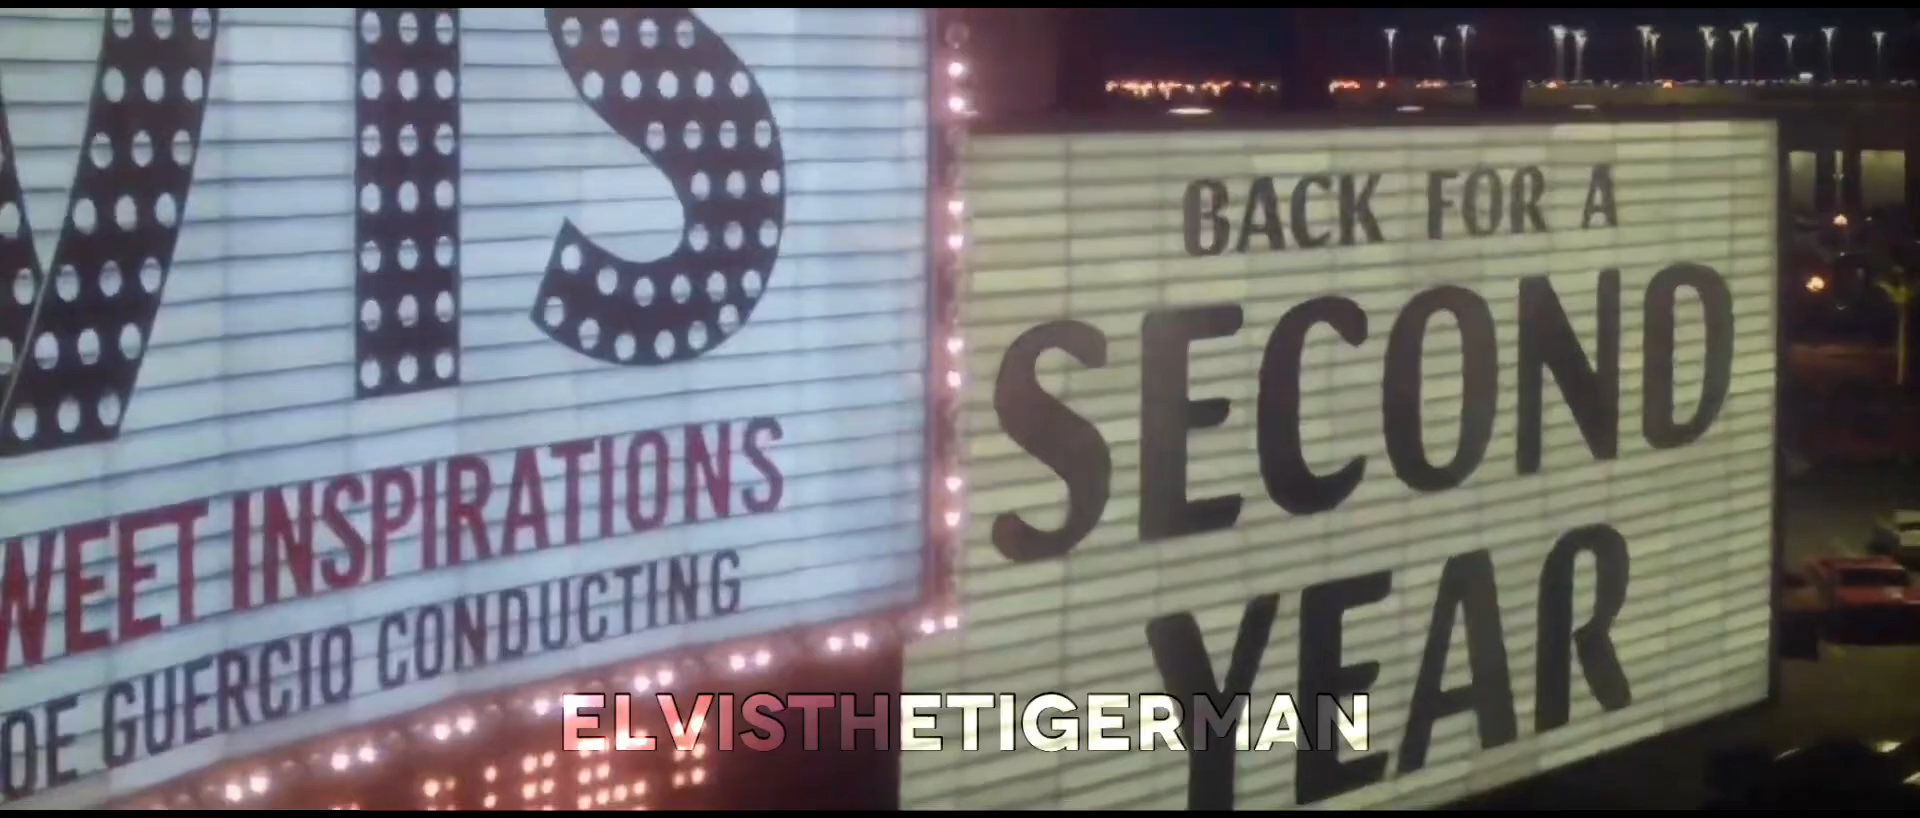 VIS
WEET INSPIRATIONS
OE GUERCIO CONDUCTING
BACK FOR A
SECOND
YEAR
ELVISTHETIGERMAN